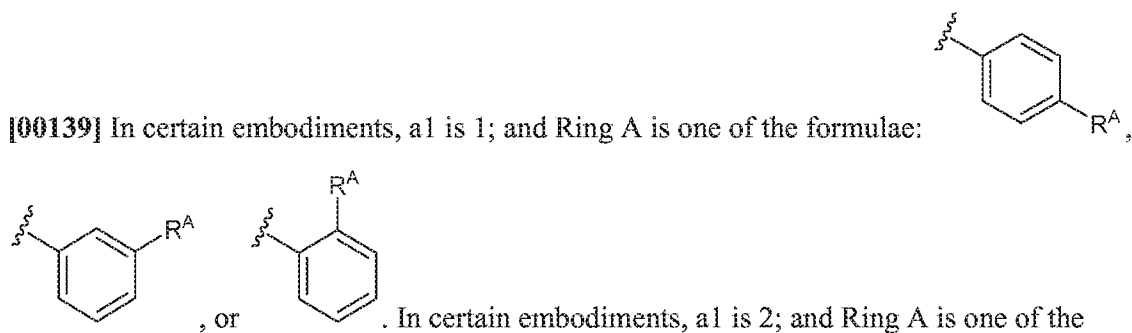 [00139] In certain embodiments, a1 is 1; and Ring A is one of the formulae: R^A,
R^A , or R^A . In certain embodiments, a1 is 2; and Ring A is one of the